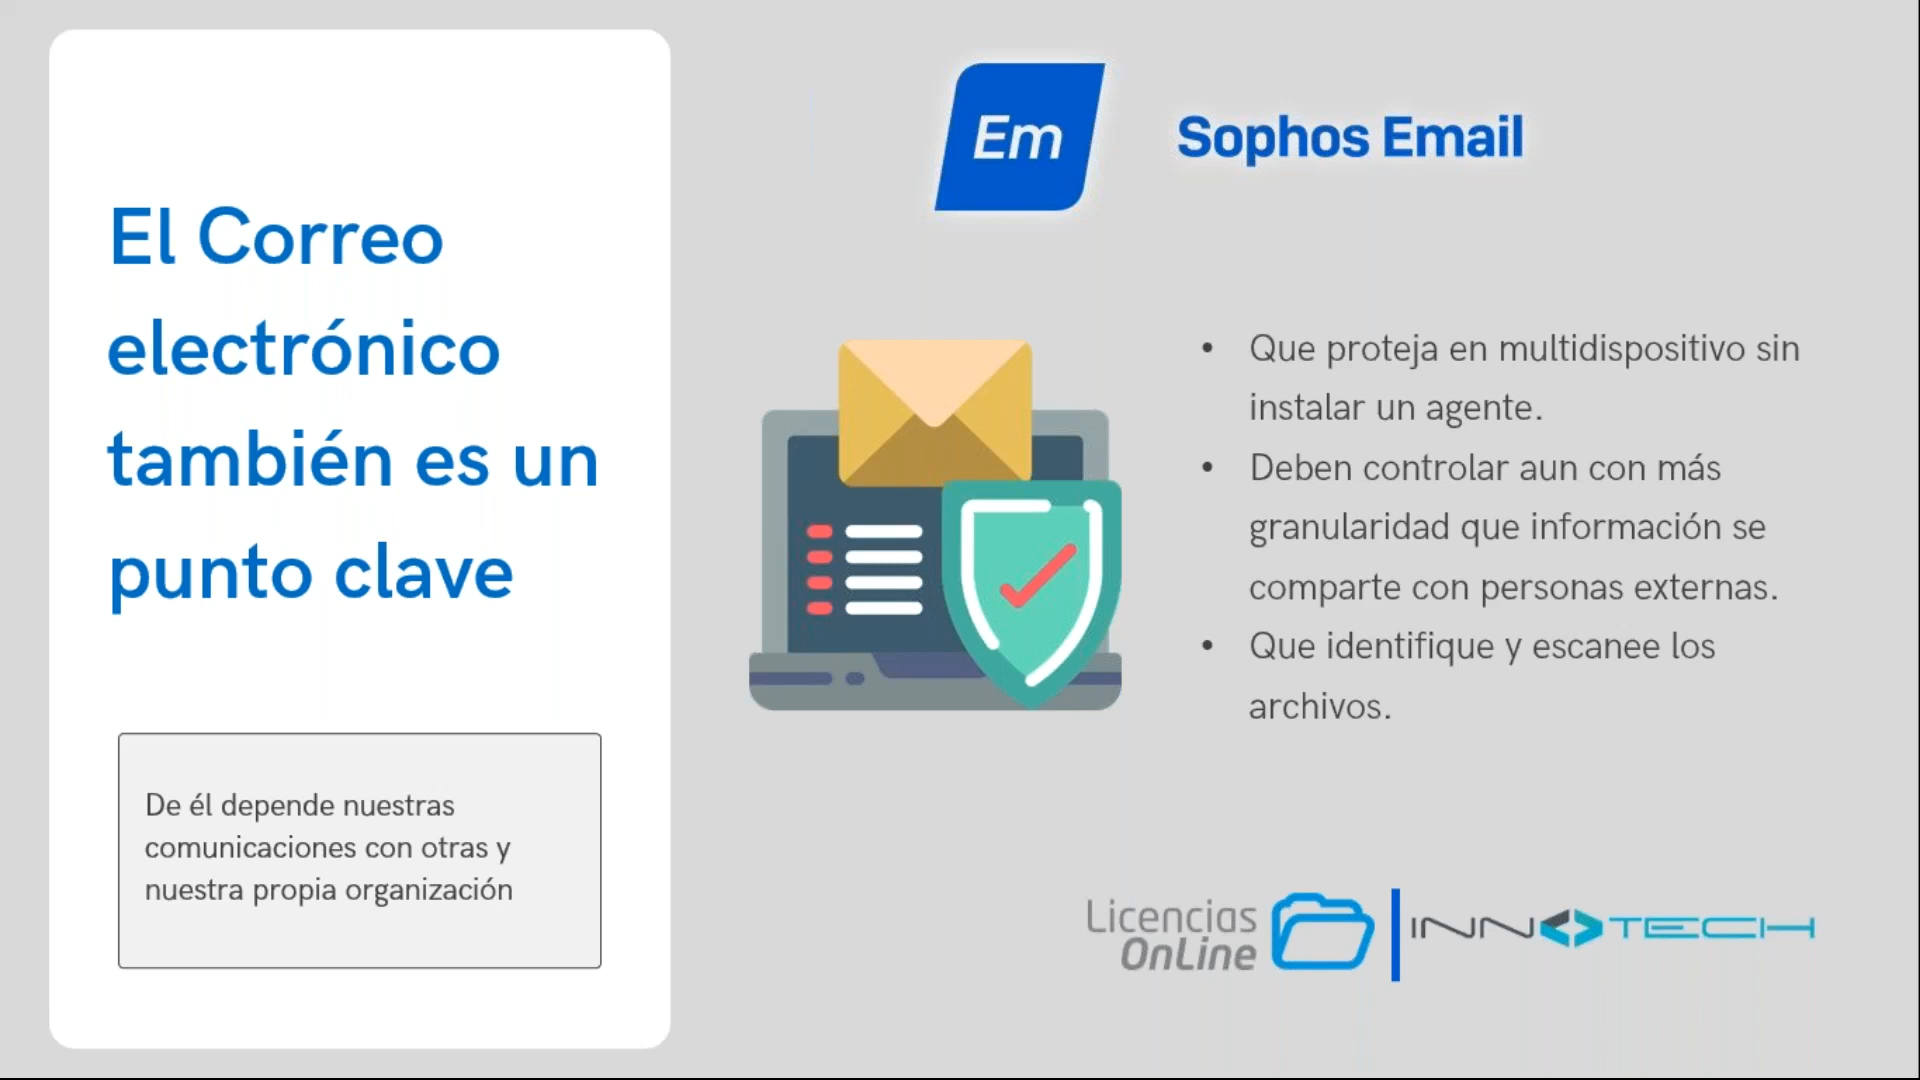 El Correo
electrónico
también es un
punto clave
De él depende nuestras
comunicaciones con otras y
nuestra propia organización
Em
Sophos Email
• Que proteja en multidispositivo sin
instalar un agente.
• Deben controlar aun con más
granularidad que información se
comparte con personas externas.
• Que identifique y escanee los
archivos.
Licencias
OnLine
INNOTECH